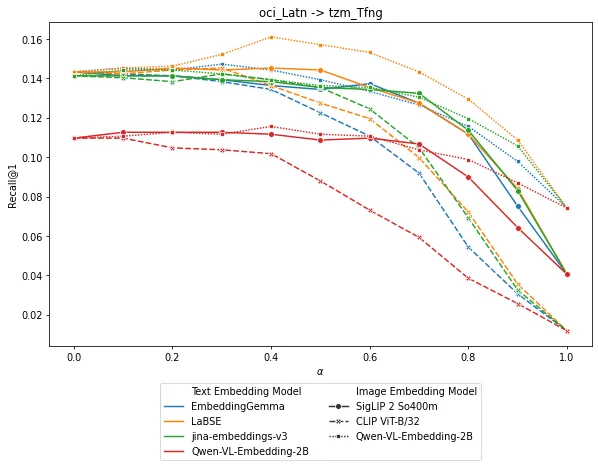 oci_Latn -> tzm_Tfng
Recall@1
0.16
0.14
0.12
0.10
0.08
0.06
0.04
0.02
0.0 0.2 0.4 0.6 0.8 1.0
α
Text Embedding Model
EmbeddingGemma
LaBSE
jina-embeddings-v3
Qwen-VL-Embedding-2B
Image Embedding Model
SigLIP 2 So400m
CLIP ViT-B/32
Qwen-VL-Embedding-2B